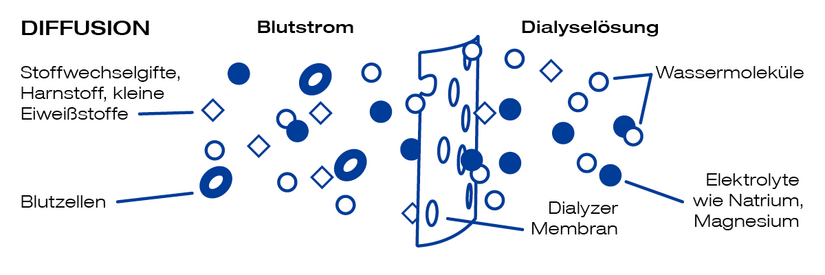 DIFFUSION
Blutstrom
Dialyselösung
Stoffwechselgifte,
Harnstoff, kleine
Eiweißstoffe
Blutzellen
Wassermoleküle
Elektrolyte
wie Natrium,
Magnesium
Dialyzer
Membran